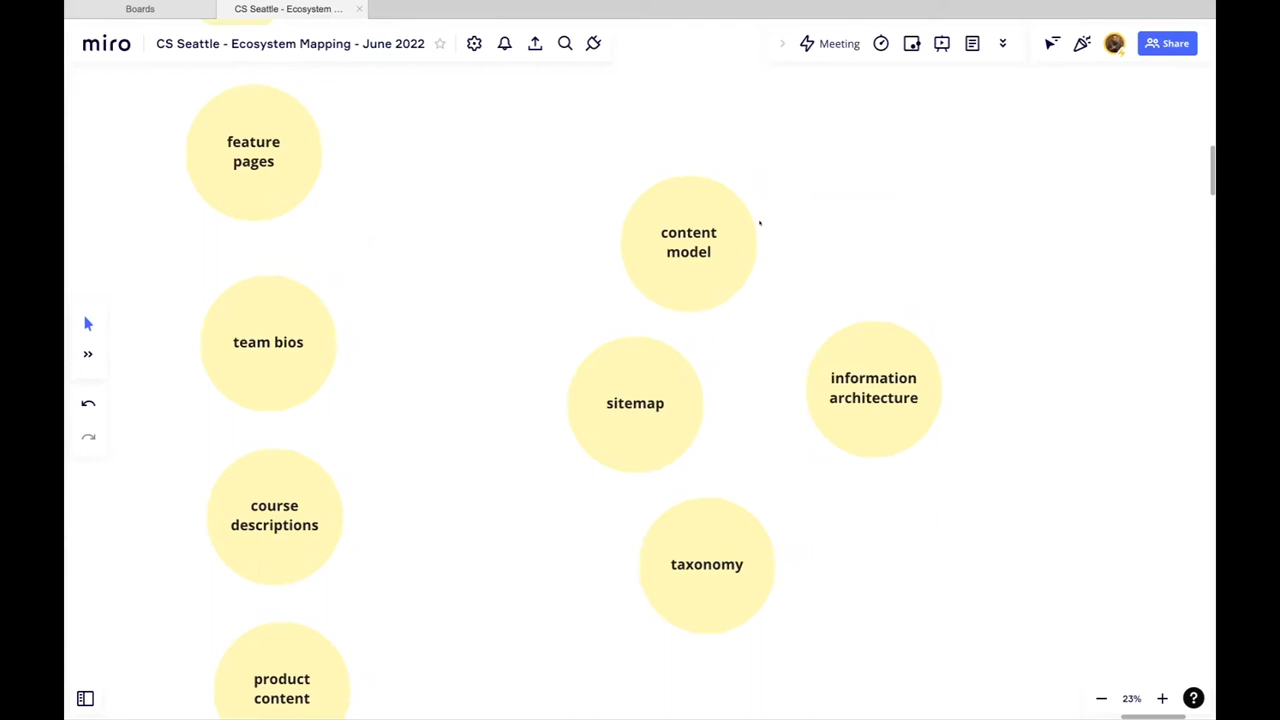 Boards
CS Seattle - Ecosystem ...
miro
CS Seattle - Ecosystem Mapping - June 2022
Meeting
Share
feature
pages
content
model
team bios
sitemap
information
architecture
course
descriptions
taxonomy
product
content
23%
?